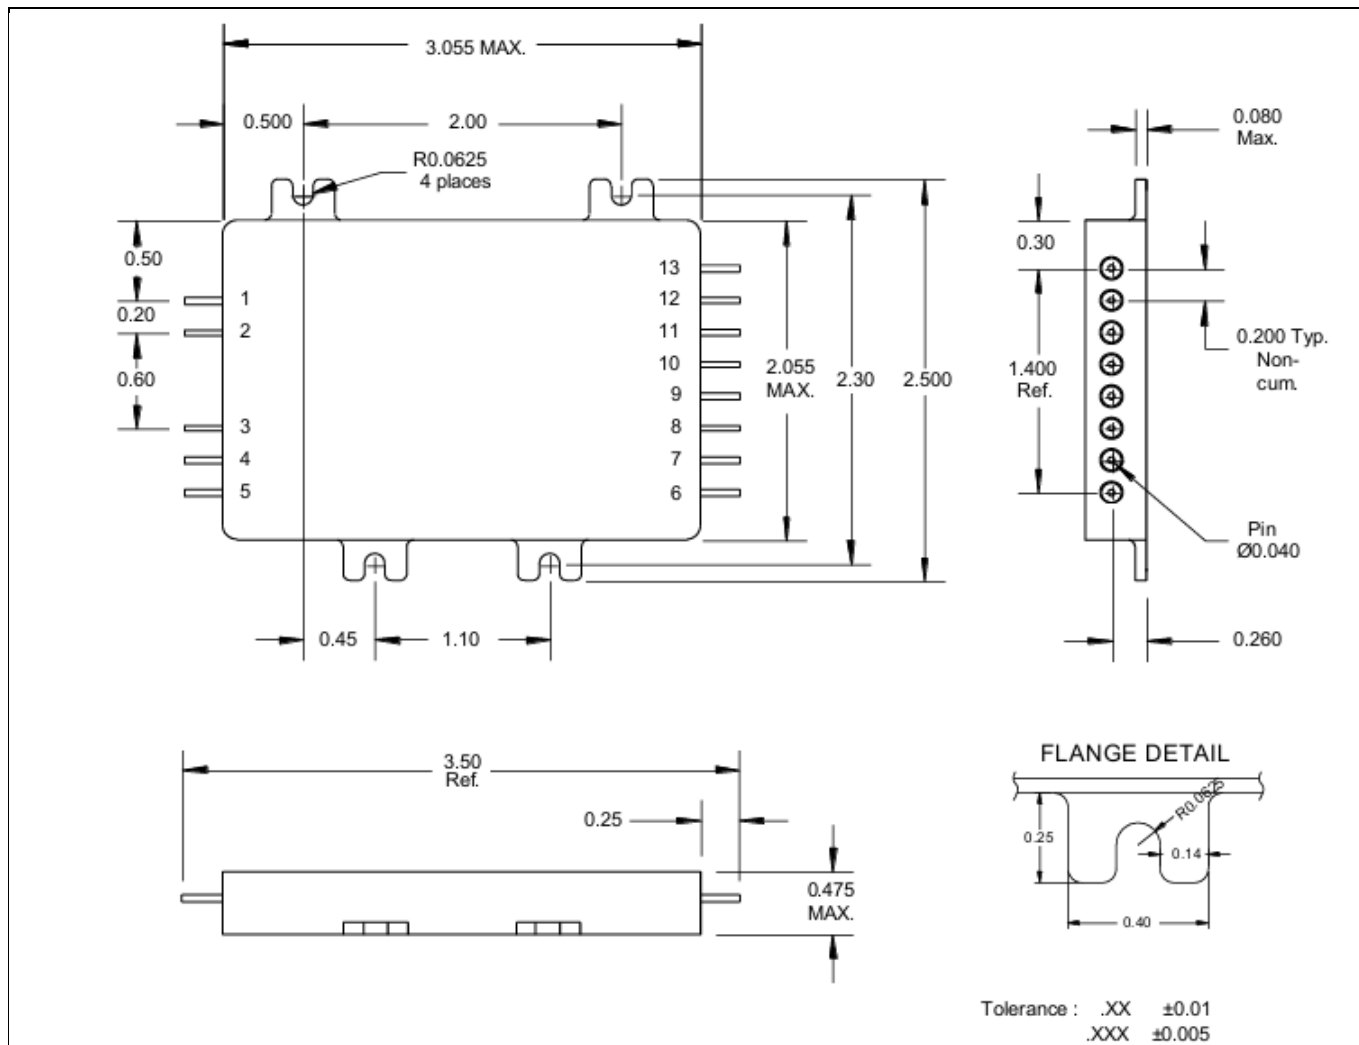 3.055 MAX.
0.500
2.00
R0.0625
4 places
0.50
0.20
0.60
1
2
3
4
5
13
12
11
10
9
8
7
6
2.055
MAX.
2.30
2.500
0.45
1.10
0.080
Max.
0.30
1.400
Ref.
0.200 Typ.
Non-
cum.
Pin
Ø0.040
0.260
3.50
Ref.
0.25
0.475
MAX.
FLANGE DETAIL
R0.0625
0.25
0.14
0.40
Tolerance : .XX ±0.01
.XXX ±0.005